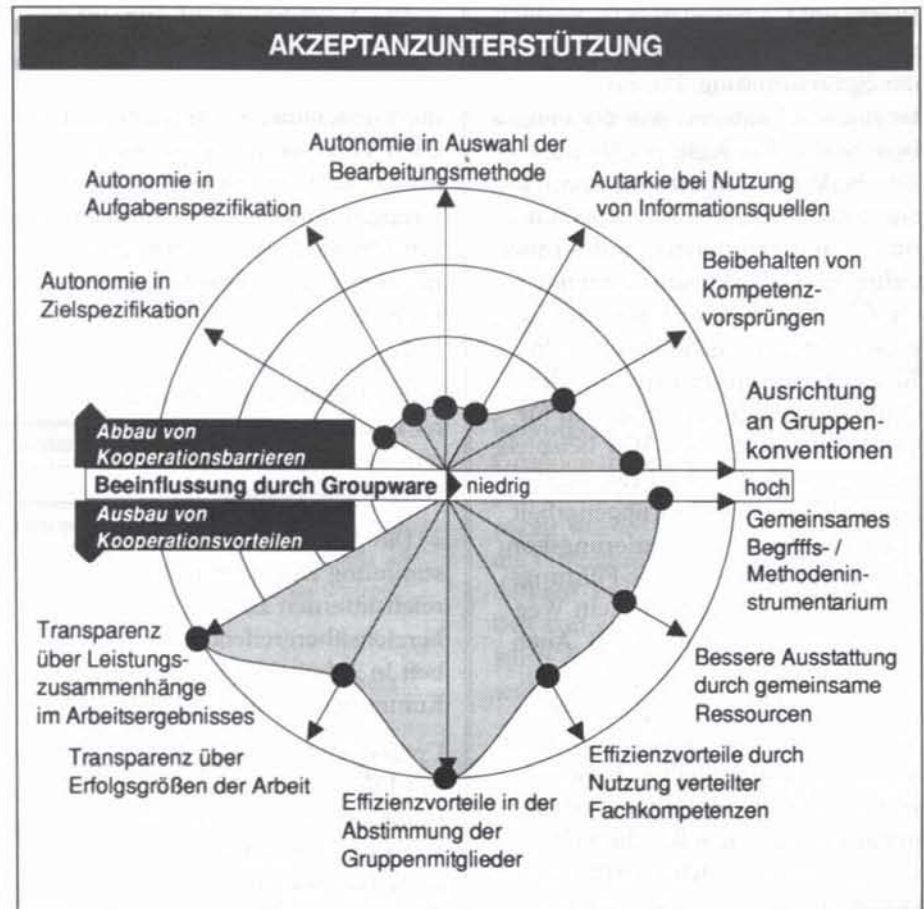 AKZEPTANZUNTERSTÜTZUNG
Autonomie in Auswahl der
Bearbeitungsmethode
Autonomie in
Aufgabenspezifikation
Autarkie bei Nutzung
von Informationsquellen
Autonomie in
Zielspezifikation
Beibehalten von
Kompetenz-
vorsprüngen
Ausrichtung
an Gruppen-
konventionen
Abbau von
Kooperationsbarrieren
Beeinflussung durch Groupware
niedrig
hoch
Ausbau von
Kooperationsvorteilen
Gemeinsames
Begrfffs- /
Methodenin-
strumentarium
Transparenz
über Leistungs-
zusammenhänge
im Arbeitsergebnisses
Bessere Ausstattung
durch gemeinsame
Ressourcen
Transparenz über
Erfolgsgrößen der Arbeit
Effizienzvorteile durch
Nutzung verteilter
Fachkompetenzen
Effizienzvorteile in der
Abstimmung der
Gruppenmitglieder